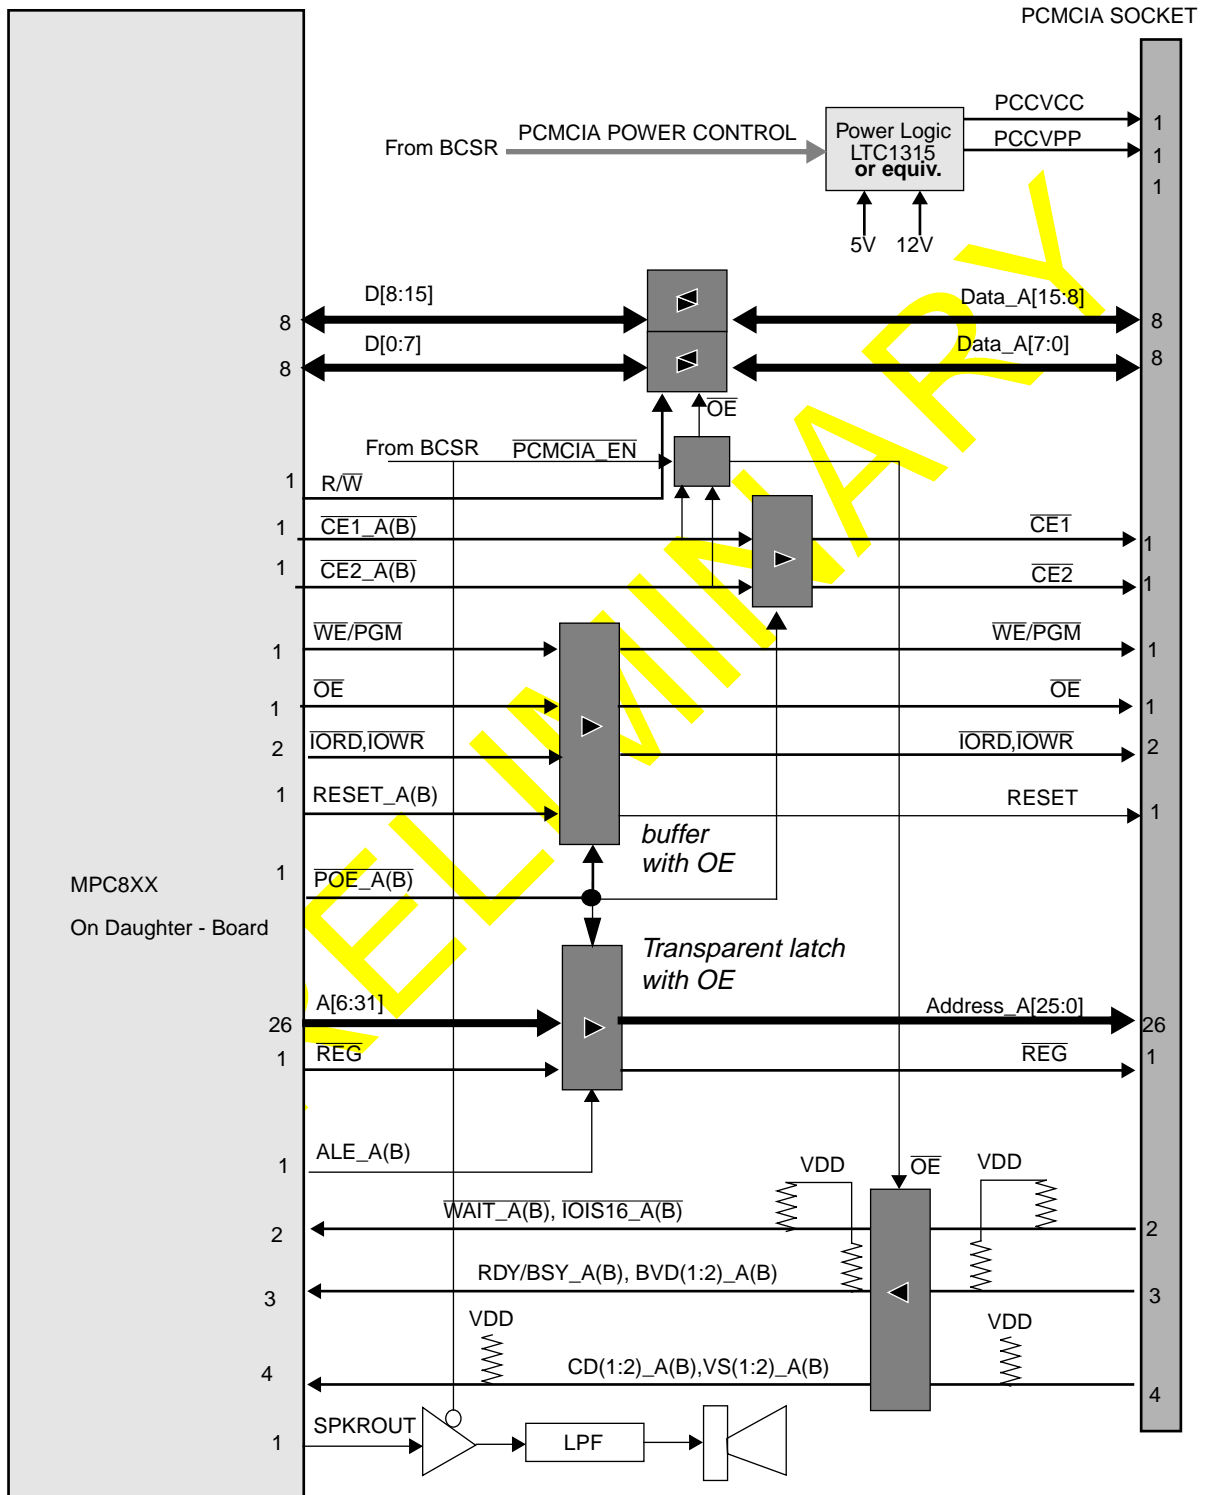 PCMCIA SOCKET
PCCVCC
PCMCIA POWER CONTROL
Power Logic
1
From BCSR
PCCVPP
LTC1315
1
or equiv.
1
5V 12V
D[8:15]
Data_A[15:8]
8
8
D[0:7]
Data_A[7:0]
8
8
OE
From BCSR
PCMCIA_EN
1
R/W
1
CE1_A(B)
CE1
1
1
CE2_A(B)
CE2
1
WE/PGM
WE/PGM
1
1
OE
OE
1
1
IORD,IOWR
IORD,IOWR
2
2
1
RESET_A(B)
RESET
1
buffer
with OE
1
POE_A(B)
MPC8XX
On Daughter - Board
Transparent latch
with OE
A[6:31]
Address_A[25:0]
26
26
REG
REG
1
1
ALE_A(B)
1
VDD
OE
VDD
WAIT_A(B), IOIS16_A(B)
2
2
RDY/BSY_A(B), BVD(1:2)_A(B)
3
3
VDD
VDD
CD(1:2)_A(B),VS(1:2)_A(B)
4
4
SPKROUT
1
LPF
PRELIMINARY